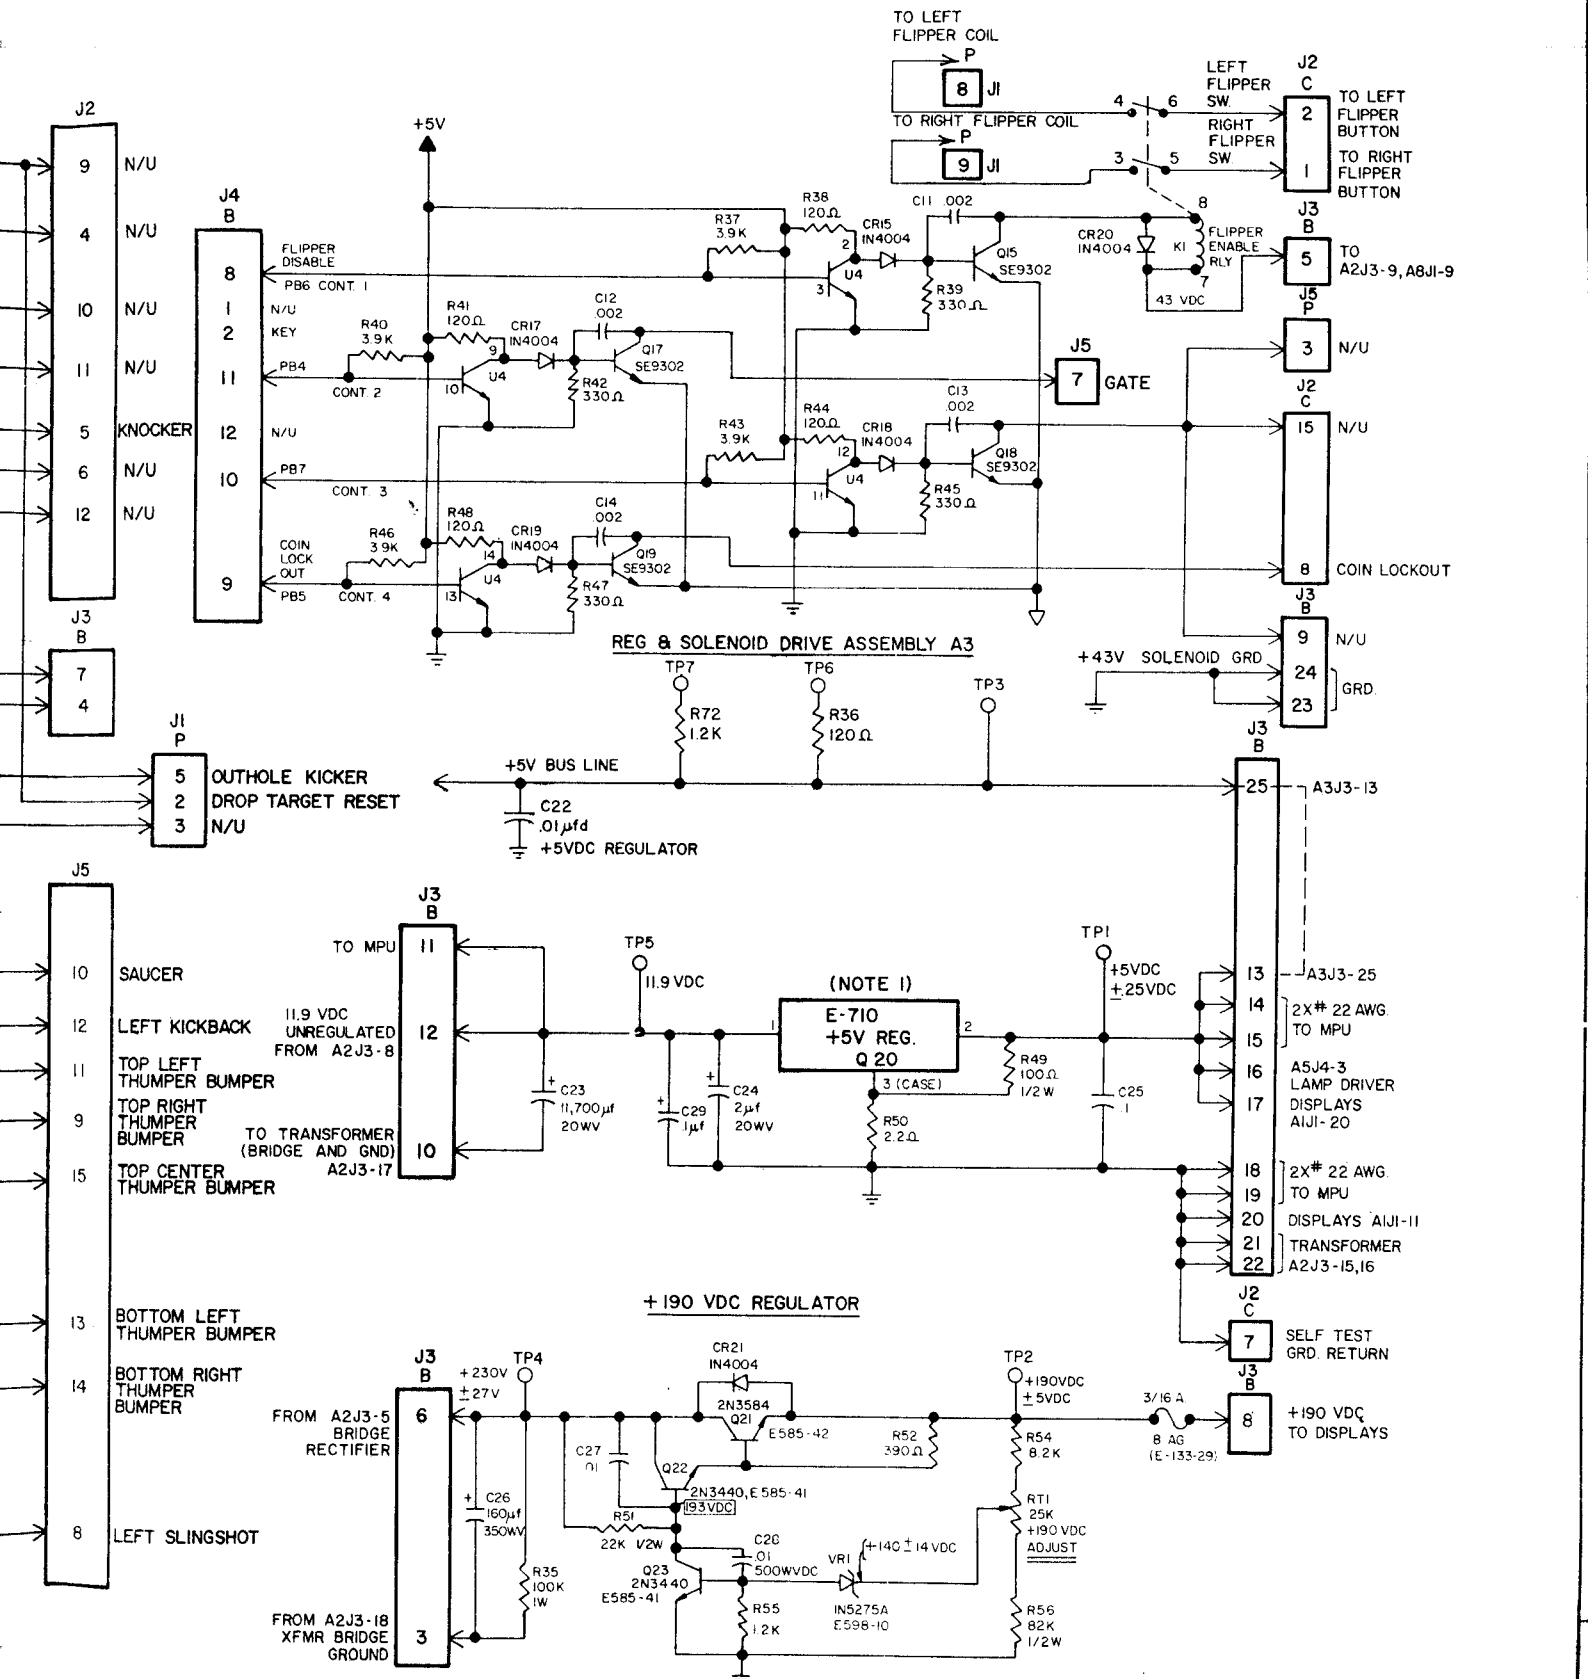 TO LEFT
FLIPPER COIL
P
8 J1
TO RIGHT FLIPPER COIL
P
9 J1
4 6
3 5
LEFT
FLIPPER
SW.
RIGHT
FLIPPER
SW.
J2
C
2
1
TO LEFT
FLIPPER
BUTTON
TO RIGHT
FLIPPER
BUTTON
J2
9 N/U
4 N/U
10 N/U
11 N/U
5 KNOCKER
6 N/U
12 N/U
J4
B
8
1 N/U
2 KEY
11
12 N/U
10
9
FLIPPER
DISABLE
PB6 CONT. 1
PB4
CONT. 2
PB7
CONT. 3
COIN
LOCK
OUT
PB5
CONT. 4
+5V
R37
3.9K
R38
120Ω
CR15
IN4004
2
U4
3
C11 .002
Q15
SE9302
R39
330Ω
CR20
IN4004
8
K1
7
FLIPPER
ENABLE
RLY
43 VDC
J3
B
5
TO
A2J3-9, A8J1-9
J5
P
3 N/U
R40
3.9K
R41
120Ω
9
CR17
IN4004
10
U4
C12
.002
Q17
SE9302
R42
330Ω
J5
7 GATE
R43
3.9K
R44
120Ω
12
CR18
IN4004
11
U4
C13
.002
Q18
SE9302
R45
330Ω
J2
C
15 N/U
8 COIN LOCKOUT
R46
3.9K
R48
120Ω
14
CR19
IN4004
13
U4
C14
.002
Q19
SE9302
R47
330Ω
J3
B
9 N/U
24
23
GRD.
+43V SOLENOID GRD
REG & SOLENOID DRIVE ASSEMBLY A3
J3
B
7
4
TP7
R72
1.2K
TP6
R36
120Ω
TP3
J1
P
5 OUTHOLE KICKER
2 DROP TARGET RESET
3 N/U
+5V BUS LINE
C22
.01µfd
+5VDC REGULATOR
J3
B
25 A3J3-13
13 A3J3-25
14
15
2X# 22 AWG.
TO MPU
16
17
A5J4-3
LAMP DRIVER
DISPLAYS
A1J1-20
18
19
2X# 22 AWG.
TO MPU
20 DISPLAYS A1J1-11
21
22
TRANSFORMER
A2J3-15,16
J5
10 SAUCER
12 LEFT KICKBACK
11 TOP LEFT
THUMPER BUMPER
9 TOP RIGHT
THUMPER
BUMPER
15 TOP CENTER
THUMPER BUMPER
13 BOTTOM LEFT
THUMPER BUMPER
14 BOTTOM RIGHT
THUMPER
BUMPER
8 LEFT SLINGSHOT
J3
B
TO MPU 11
11.9 VDC
UNREGULATED
FROM A2J3-8
12
TO TRANSFORMER
(BRIDGE AND GND)
A2J3-17
10
+
C23
11,700µf
20WV
TP5
11.9 VDC
+
C29
.1µf
+
C24
2µf
20WV
(NOTE 1)
E-710
+5V REG.
Q 20
1
2
3 (CASE)
R50
2.2Ω
R49
100Ω
1/2 W
TP1
+5VDC
±.25VDC
C25
.1
J2
C
7
SELF TEST
GRD. RETURN
+190 VDC REGULATOR
J3
B
6
3
FROM A2J3-5
BRIDGE
RECTIFIER
FROM A2J3-18
XFMR BRIDGE
GROUND
+230V
±27V
TP4
+
C26
160µf
350WV
R35
100K
1W
C27
.01
CR21
IN4004
2N3584
Q21
E585-42
Q22
2N3440, E585-41
193VDC
R51
22K 1/2W
R52
390Ω
Q23
2N3440
E585-41
C28
.01
500WVDC
R55
1.2K
VR1
+140±14VDC
IN5275A
E598-10
TP2
+190VDC
±5VDC
R54
8.2K
RT1
25K
+190 VDC
ADJUST
R56
82K
1/2 W
3/16 A.
8 AG
(E-133-29)
J3
B
8
+190 VDC
TO DISPLAYS